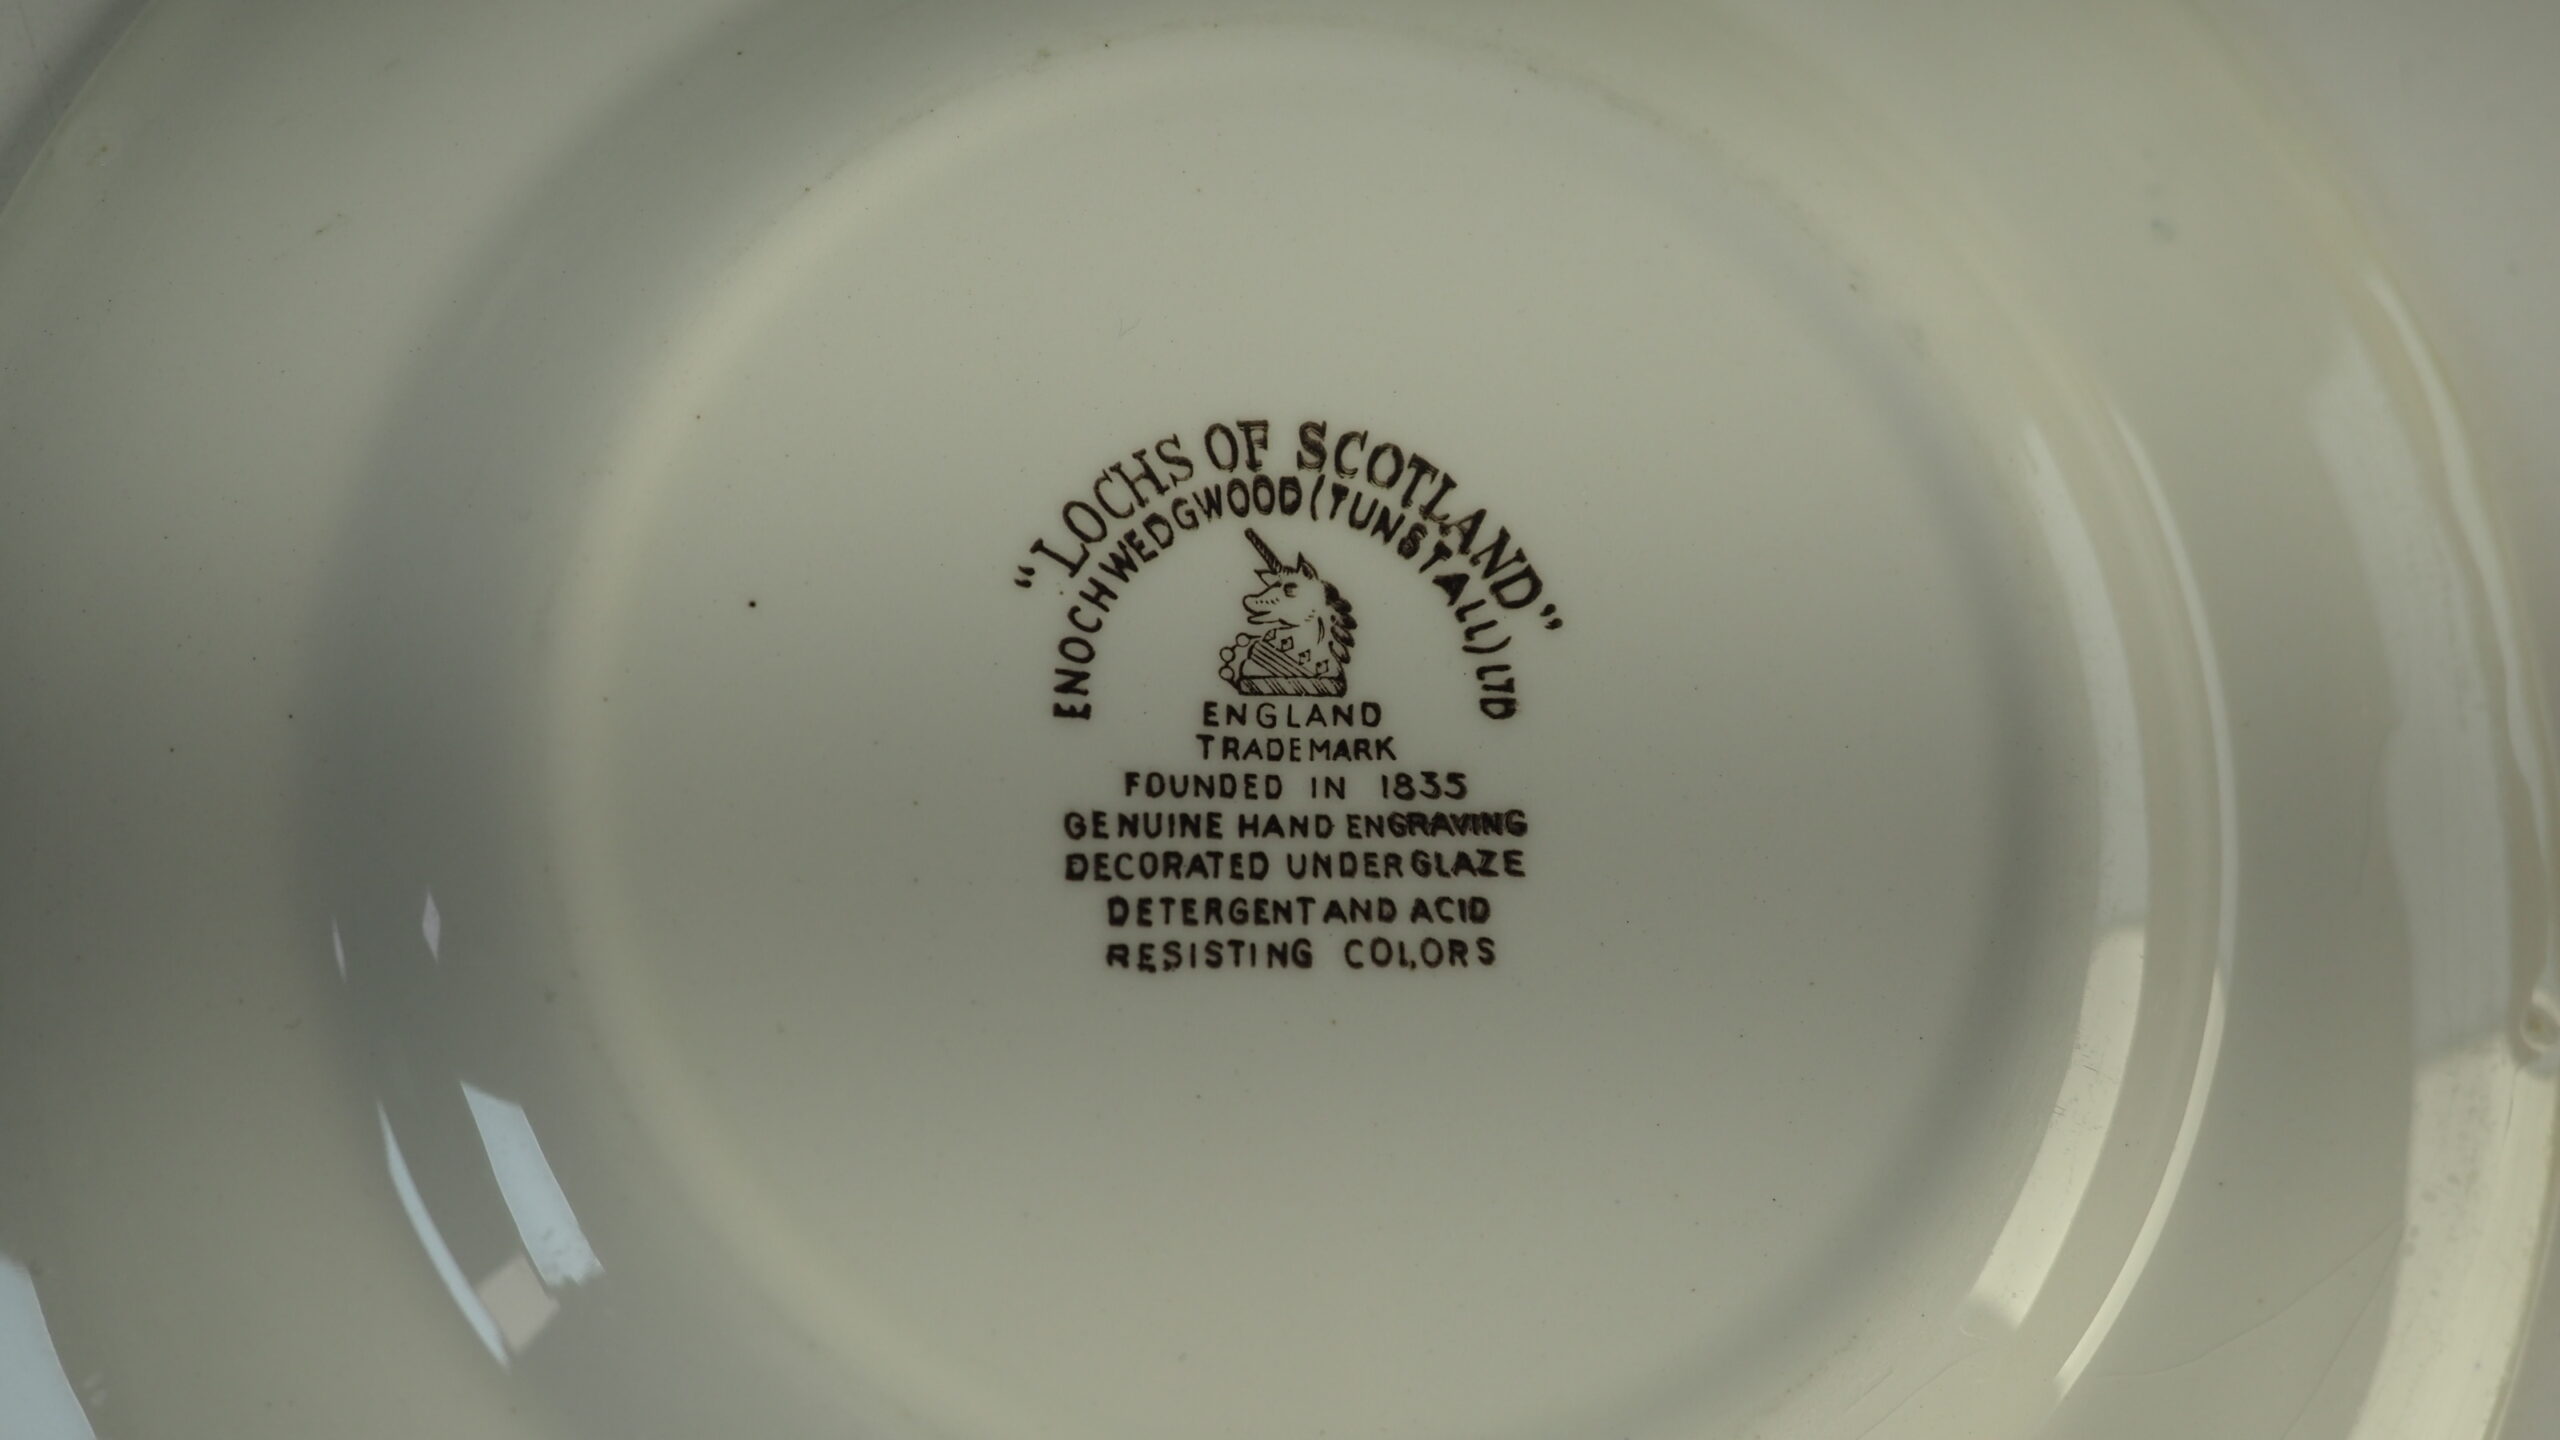 "LOCHS OF SCOTLAND"
ENOCH WEDGWOOD (TUNSTALL) LTD
ENGLAND
TRADEMARK
FOUNDED IN 1835
GENUINE HAND ENGRAVING
DECORATED UNDERGLAZE
DETERGENT AND ACID
RESISTING COLORS